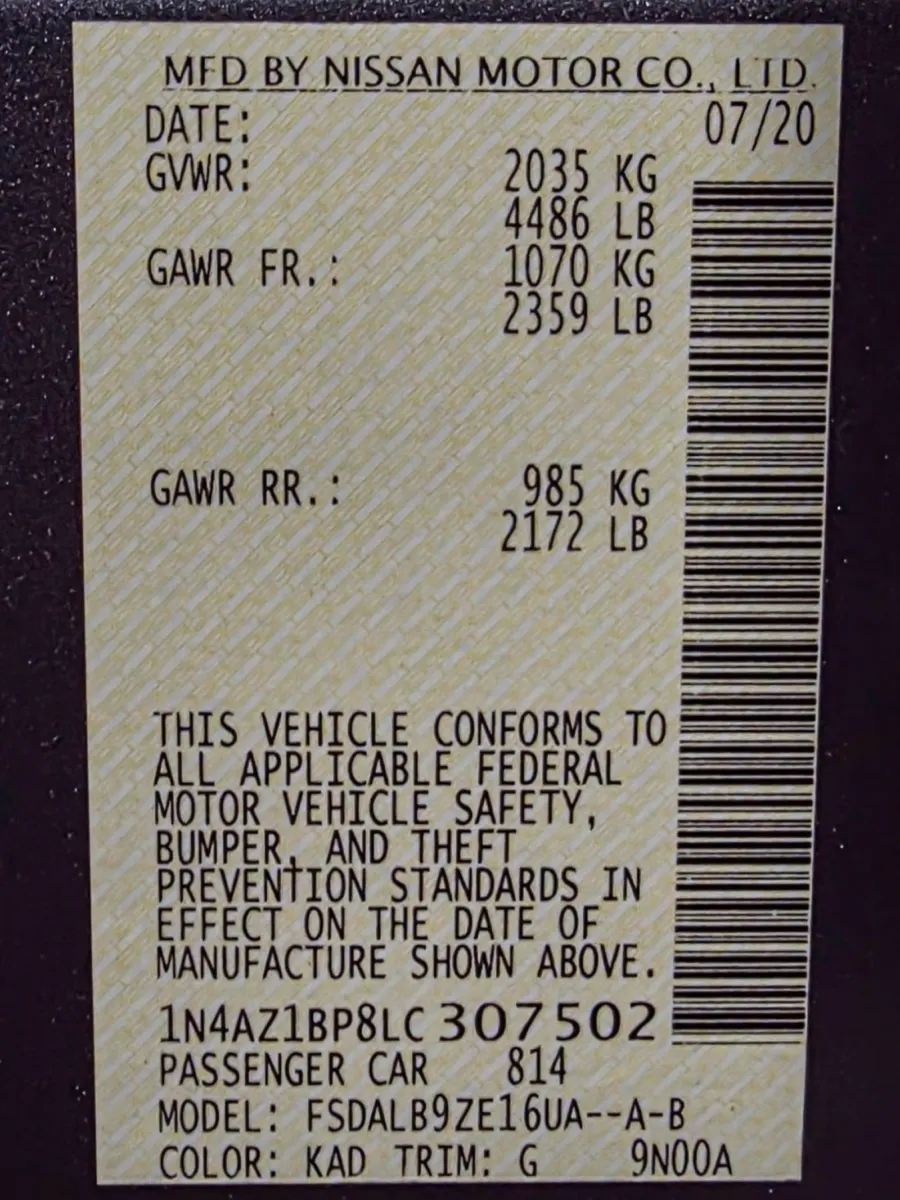 MFD BY NISSAN MOTOR CO., LTD.
DATE: 07/20
GVWR: 2035 KG
4486 LB
GAWR FR.: 1070 KG
2359 LB
GAWR RR.: 985 KG
2172 LB
THIS VEHICLE CONFORMS TO
ALL APPLICABLE FEDERAL
MOTOR VEHICLE SAFETY,
BUMPER, AND THEFT
PREVENTION STANDARDS IN
EFFECT ON THE DATE OF
MANUFACTURE SHOWN ABOVE.
1N4AZ1BP8LC307502
PASSENGER CAR 814
MODEL: FSDALB9ZE16UA--A-B
COLOR: KAD TRIM: G 9N00A